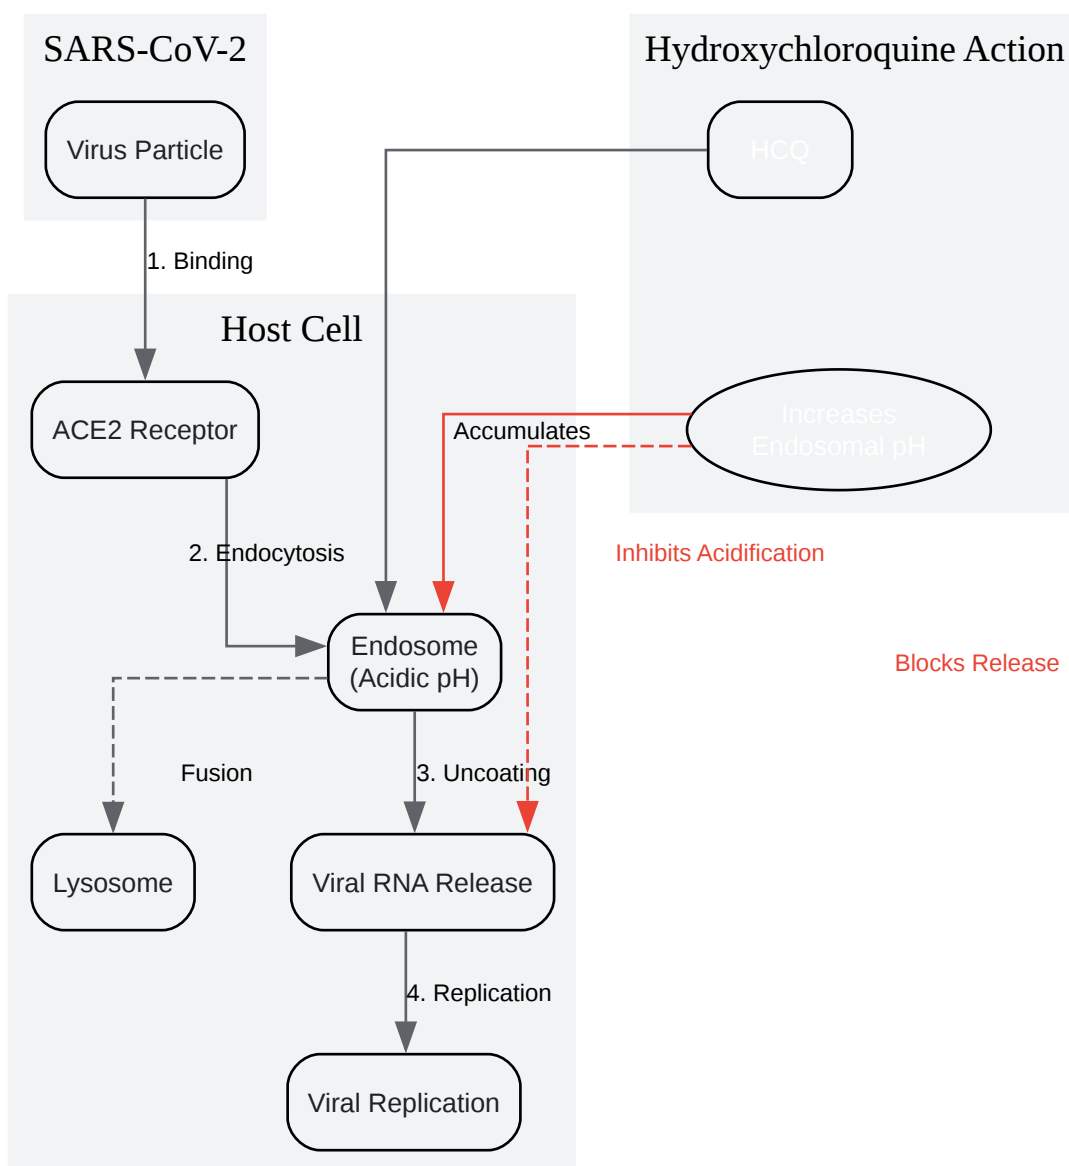 SARS-CoV-2
Hydroxychloroquine Action
Virus Particle
HCQ
1. Binding
Host Cell
ACE2 Receptor
Accumulates
Increases
Endosomal pH
2. Endocytosis
Inhibits Acidification
Endosome
(Acidic pH)
Blocks Release
Fusion
3. Uncoating
Lysosome
Viral RNA Release
4. Replication
Viral Replication